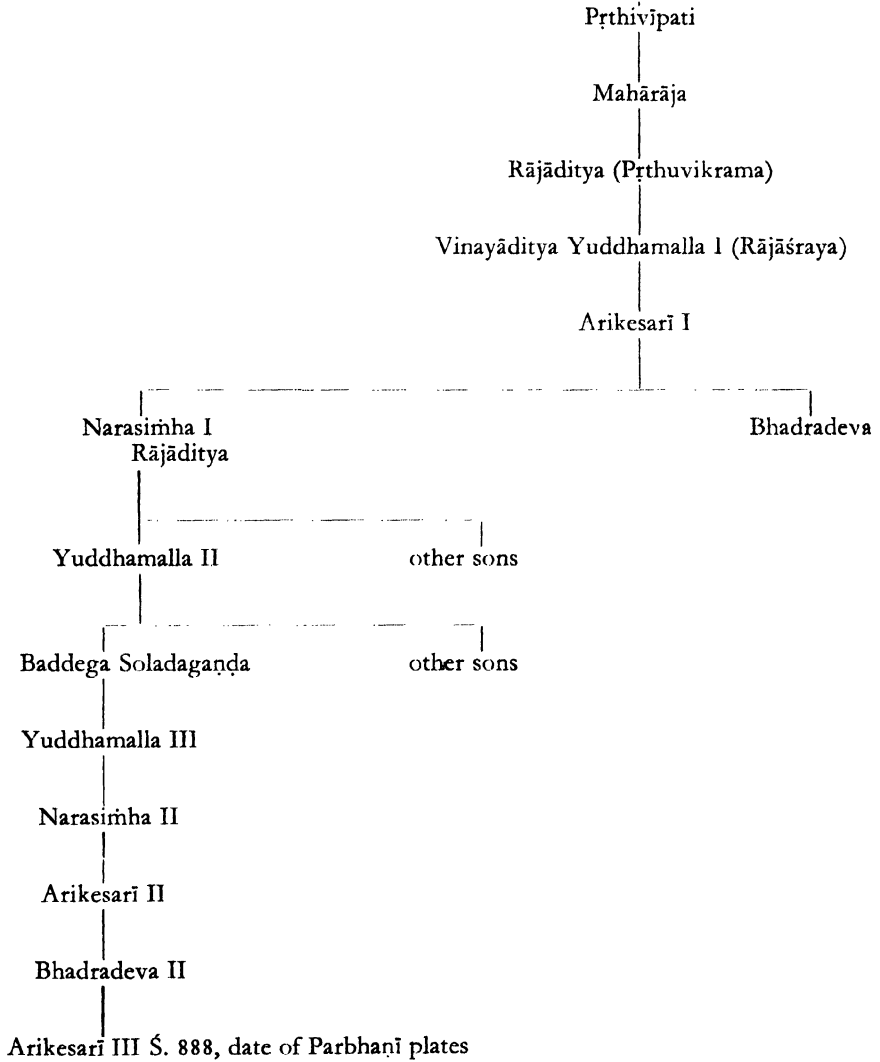 Pṛthivīpati
Mahārāja
Rājāditya (Pṛthuvikrama)
Vinayāditya Yuddhamalla I (Rājāśraya)
Arikesarī I
Narasiṁha I Bhadradeva
Rājāditya
Yuddhamalla II other sons
Baddega Soladagaṇḍa other sons
Yuddhamalla III
Narasiṁha II
Arikesarī II
Bhadradeva II
Arikesarī III Ś. 888, date of Parbhaṇī plates